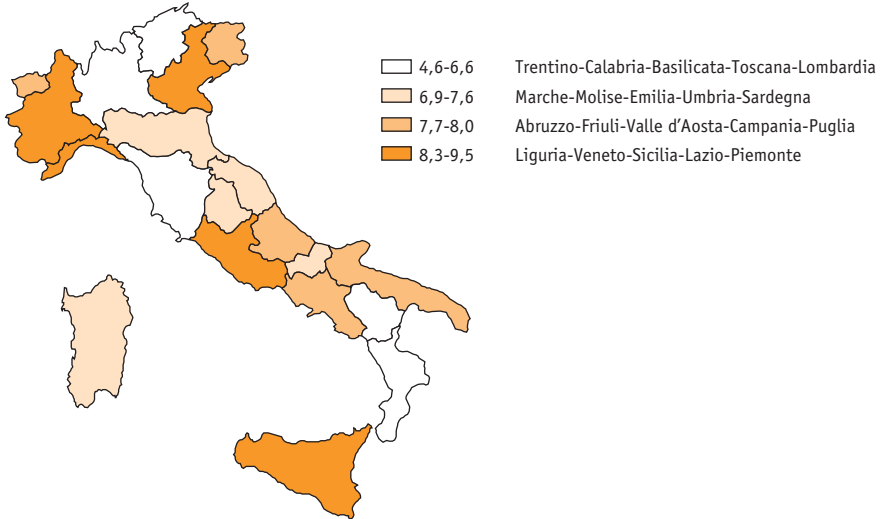 4,6-6,6 Trentino-Calabria-Basilicata-Toscana-Lombardia
6,9-7,6 Marche-Molise-Emilia-Umbria-Sardegna
7,7-8,0 Abruzzo-Friuli-Valle d'Aosta-Campania-Puglia
8,3-9,5 Liguria-Veneto-Sicilia-Lazio-Piemonte